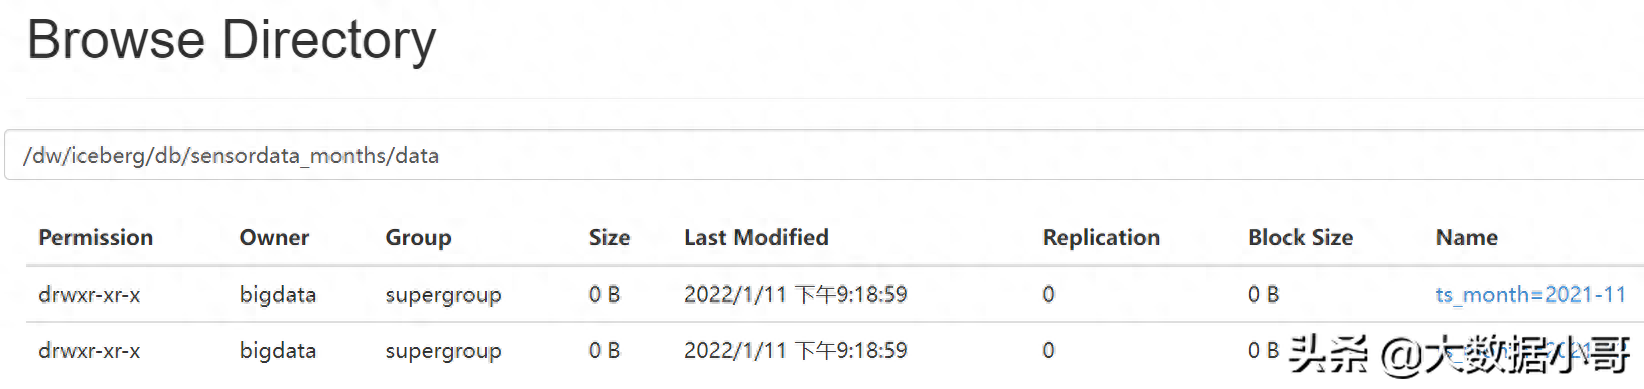 Browse Directory
/dw/iceberg/db/sensordata_months/data
Permission Owner Group Size Last Modified Replication Block Size Name
drwxr-xr-x bigdata supergroup 0 B 2022/1/11 下午9:18:59 0 0 B ts_month=2021-11
drwxr-xr-x bigdata supergroup 0 B 2022/1/11 下午9:18:59 0 0 B
头条 @大数据小哥